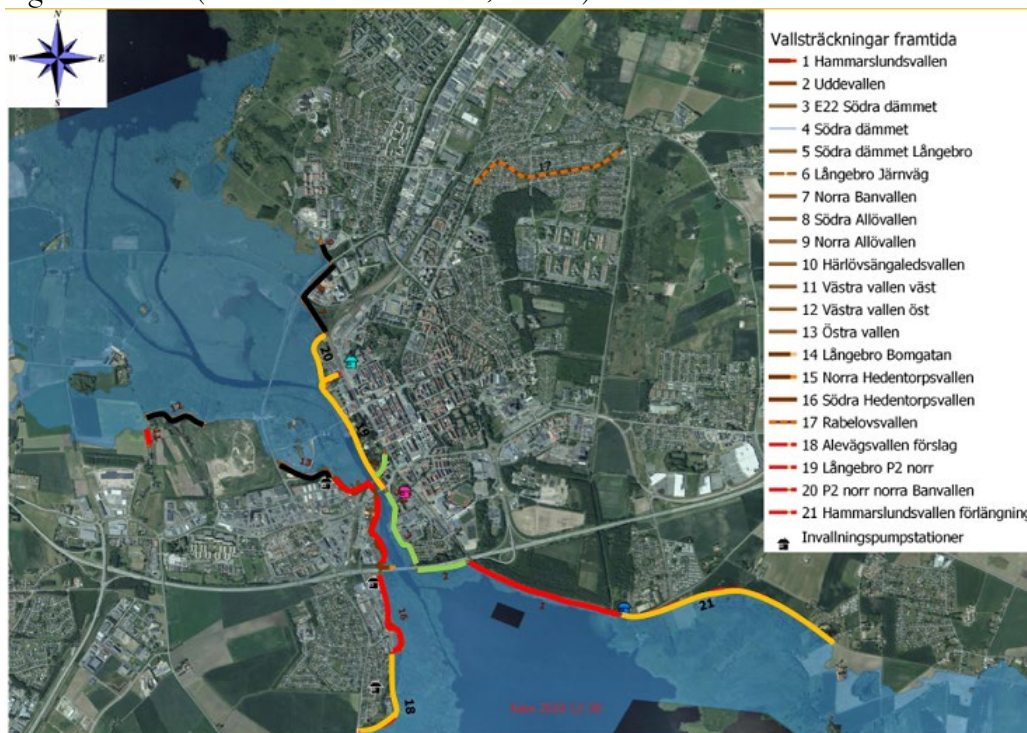 N
W
E
S
Vallsträckningar framtida
1 Hammarslundsvallen
2 Uddevallen
3 E22 Södra dämmet
4 Södra dämmet
5 Södra dämmet Långebro
6 Långebro Järnväg
7 Norra Banvallen
8 Södra Allövallen
9 Norra Allövallen
10 Härlövsängaledsvallen
11 Västra vallen väst
12 Västra vallen öst
13 Östra vallen
14 Långebro Bomgatan
15 Norra Hedentorpsvallen
16 Södra Hedentorpsvallen
17 Rabelovsvallen
18 Alevägsvallen förslag
19 Långebro P2 norr
20 P2 norr norra Banvallen
21 Hammarslundsvallen förlängning
Invallningspumpstationer
17
20
19
12
13
16
21
18